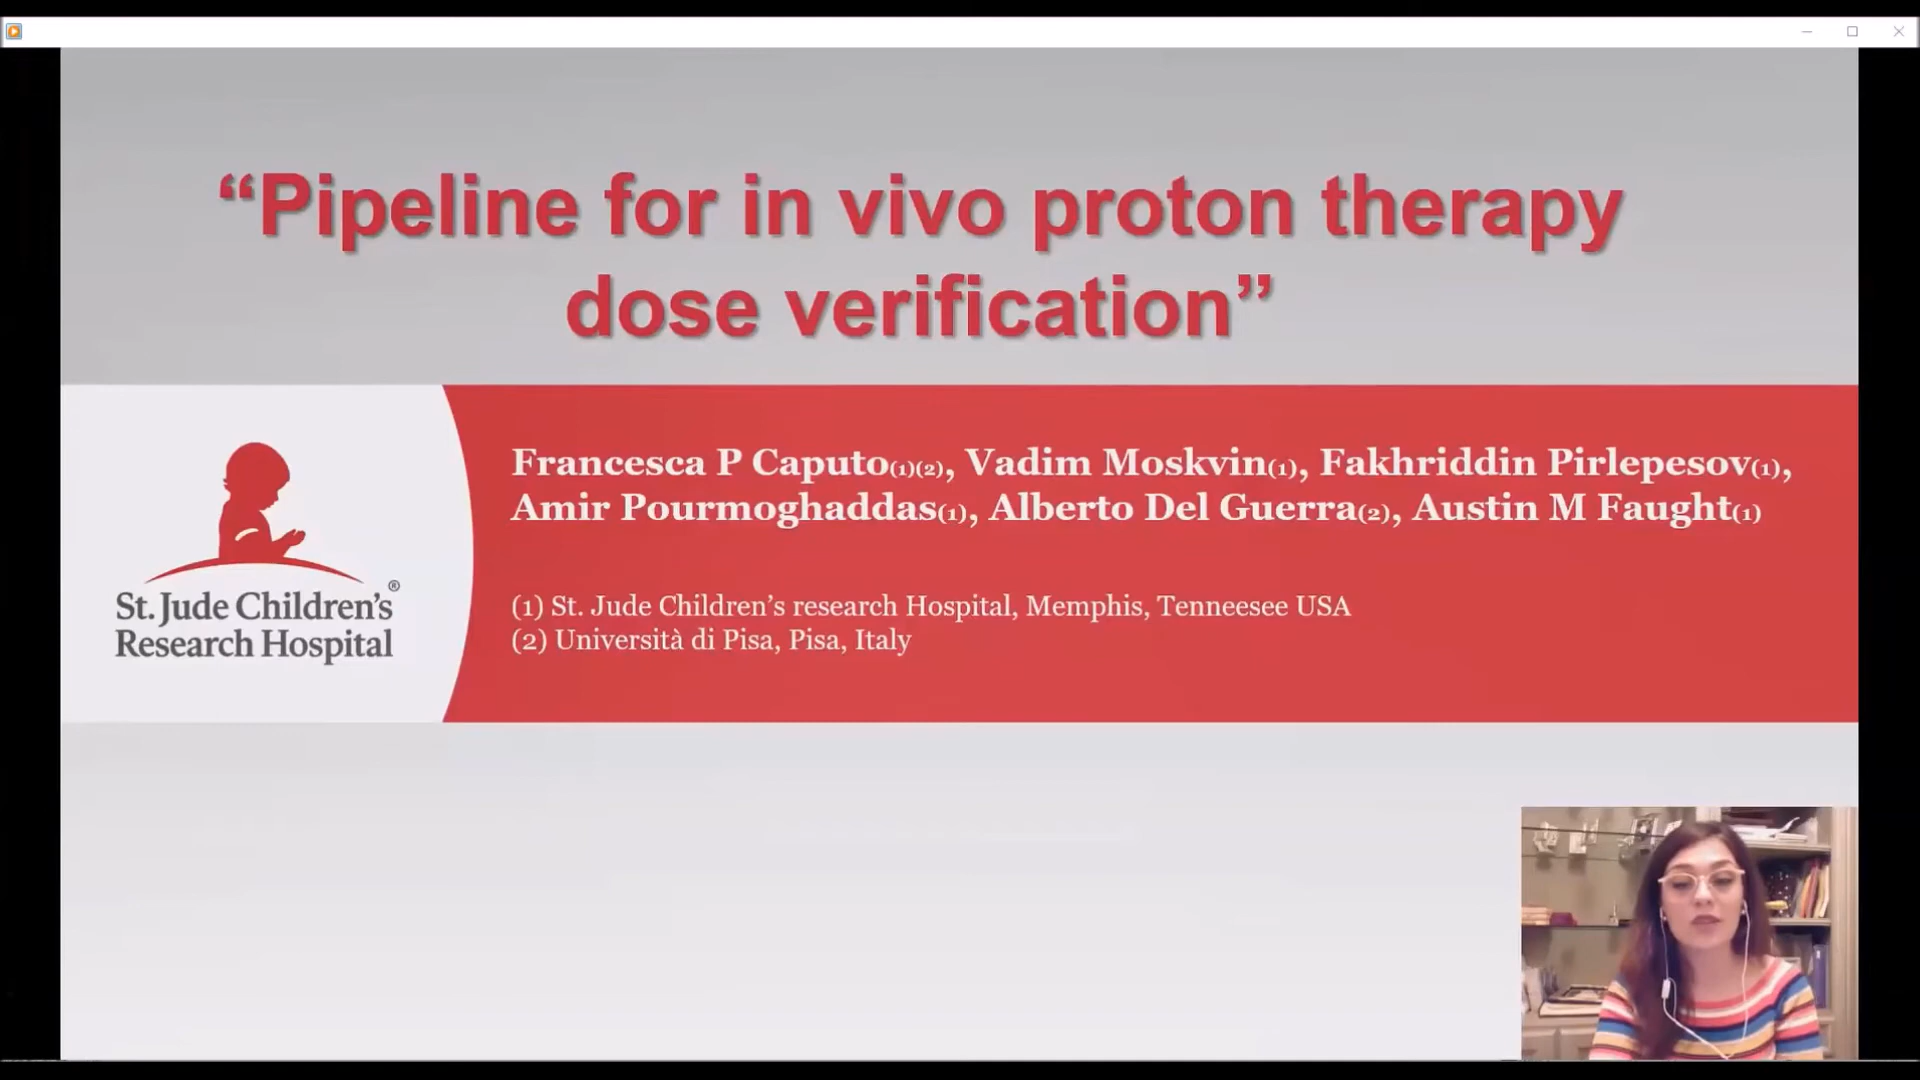 “Pipeline for in vivo proton therapy
dose verification”
Francesca P Caputo(1)(2), Vadim Moskvin(1), Fakhriddin Pirlepesov(1),
Amir Pourmoghaddas(1), Alberto Del Guerra(2), Austin M Faught(1)
(1) St. Jude Children’s research Hospital, Memphis, Tenneesee USA
(2) Università di Pisa, Pisa, Italy
St. Jude Children’s®
Research Hospital